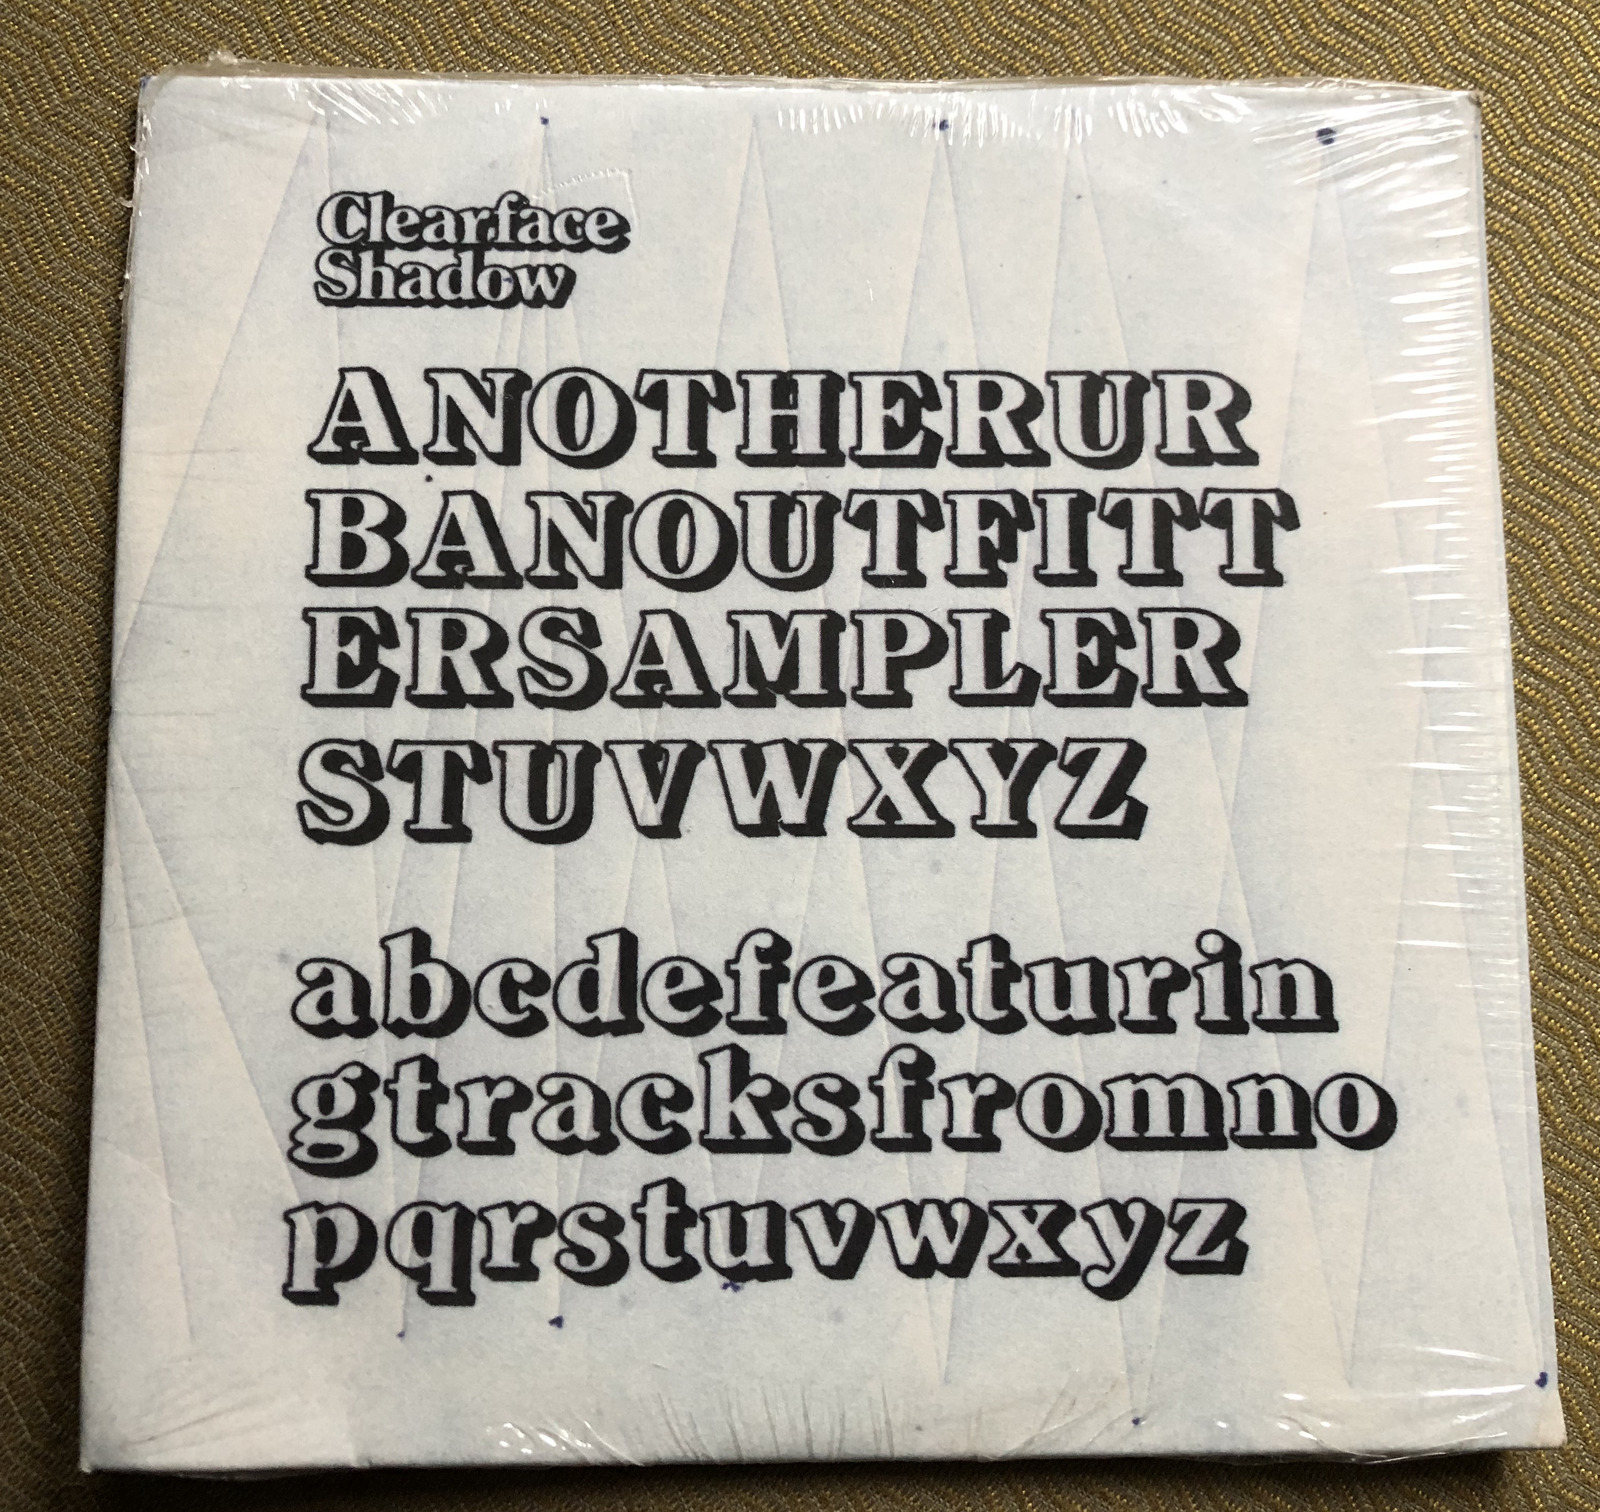 Clearface
Shadow
ANOTHERUR
BANOUTFITT
ERSAMPLER
STUVWXYZ
abcdefeaturin
gtracksfromno
pqrstuvwxyz